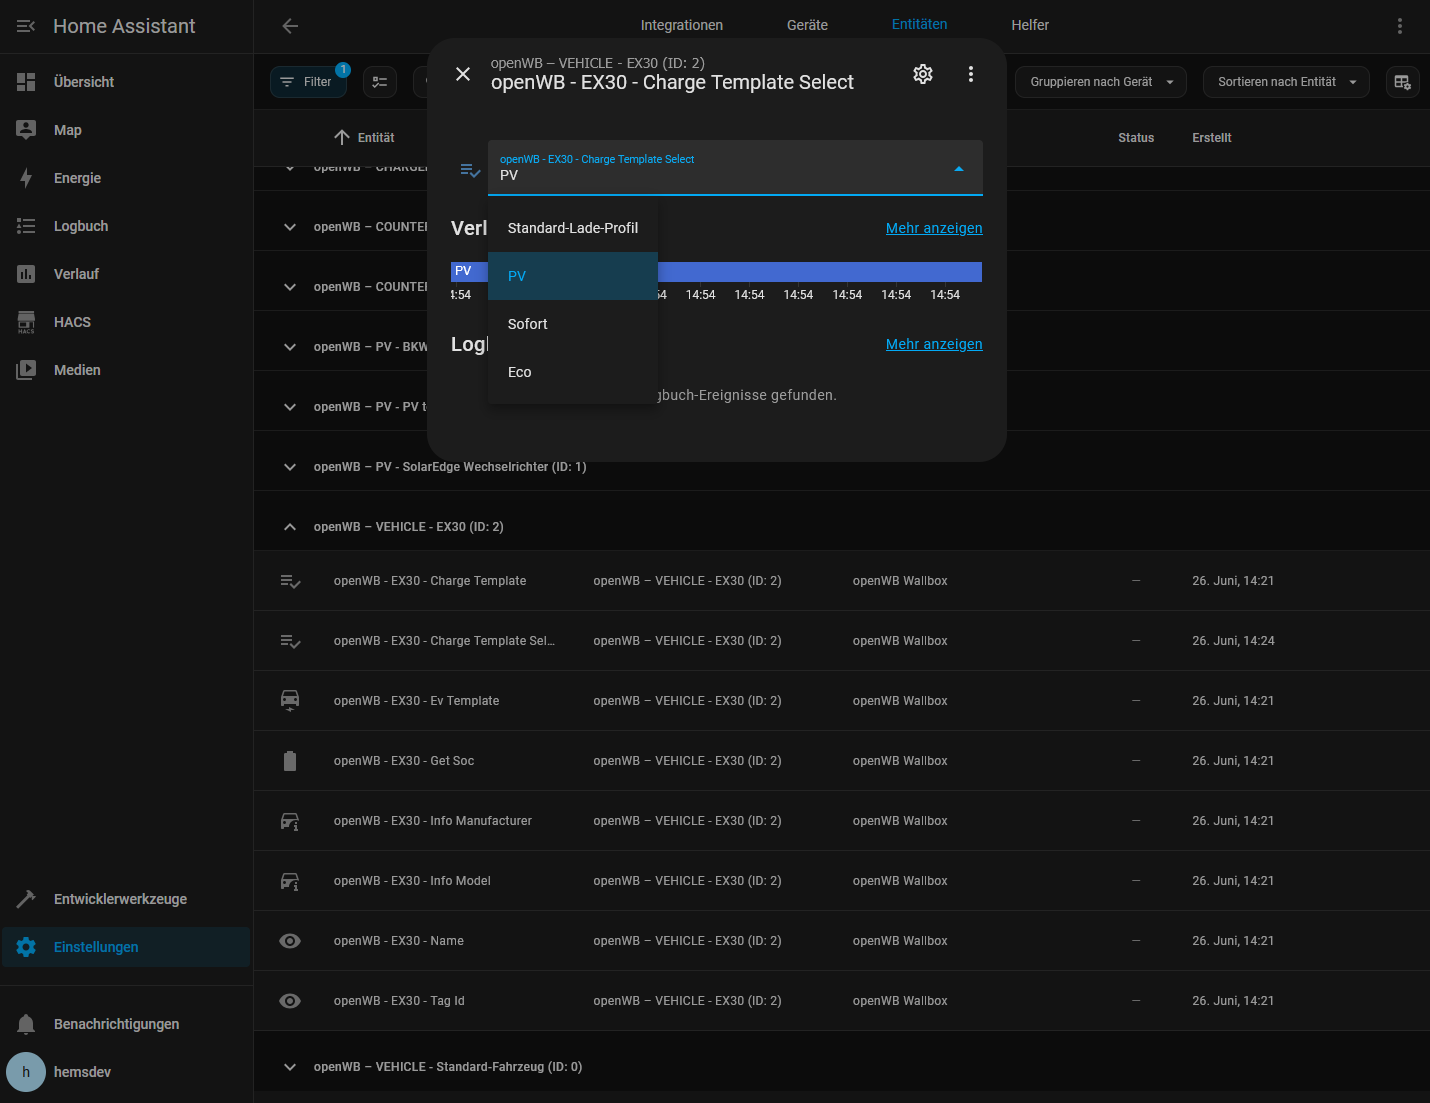 Home Assistant
Übersicht
Map
Energie
Logbuch
Verlauf
HACS
HACS
Medien
Entwicklerwerkzeuge
Einstellungen
Benachrichtigungen
h hemsdev
Integrationen Geräte Entitäten Helfer
Filter 1
Gruppieren nach Gerät
Sortieren nach Entität
Entität Status Erstellt
openWB – VEHICLE - EX30 (ID: 2)
openWB - EX30 - Charge Template Select
openWB - EX30 - Charge Template Select
PV
Standard-Lade-Profil
PV
Sofort
Eco
Mehr anzeigen
PV
:54 14:54 14:54 14:54 14:54 14:54 14:54
Mehr anzeigen
buch-Ereignisse gefunden.
openWB – CHARGE
openWB – COUNTE
openWB – COUNTE
openWB – PV - BKW
openWB – PV - PV
openWB – PV - SolarEdge Wechselrichter (ID: 1)
openWB – VEHICLE - EX30 (ID: 2)
openWB - EX30 - Charge Template openWB – VEHICLE - EX30 (ID: 2) openWB Wallbox — 26. Juni, 14:21
openWB - EX30 - Charge Template Sel... openWB – VEHICLE - EX30 (ID: 2) openWB Wallbox — 26. Juni, 14:24
openWB - EX30 - Ev Template openWB – VEHICLE - EX30 (ID: 2) openWB Wallbox — 26. Juni, 14:21
openWB - EX30 - Get Soc openWB – VEHICLE - EX30 (ID: 2) openWB Wallbox — 26. Juni, 14:21
openWB - EX30 - Info Manufacturer openWB – VEHICLE - EX30 (ID: 2) openWB Wallbox — 26. Juni, 14:21
openWB - EX30 - Info Model openWB – VEHICLE - EX30 (ID: 2) openWB Wallbox — 26. Juni, 14:21
openWB - EX30 - Name openWB – VEHICLE - EX30 (ID: 2) openWB Wallbox — 26. Juni, 14:21
openWB - EX30 - Tag Id openWB – VEHICLE - EX30 (ID: 2) openWB Wallbox — 26. Juni, 14:21
openWB – VEHICLE - Standard-Fahrzeug (ID: 0)